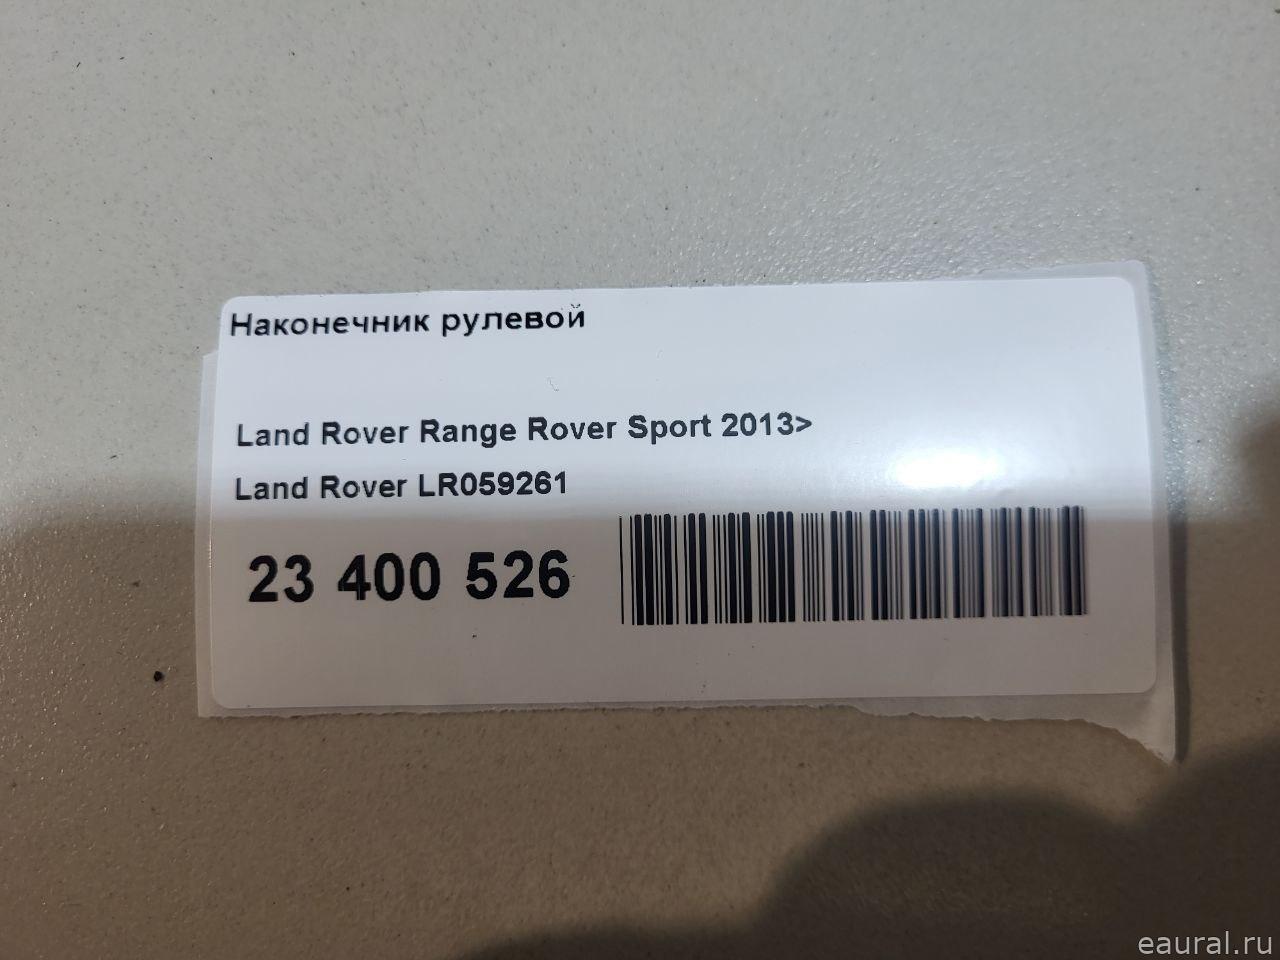 Наконечник рулевой
Land Rover Range Rover Sport 2013>
Land Rover LR059261
23 400 526
eaural.ru